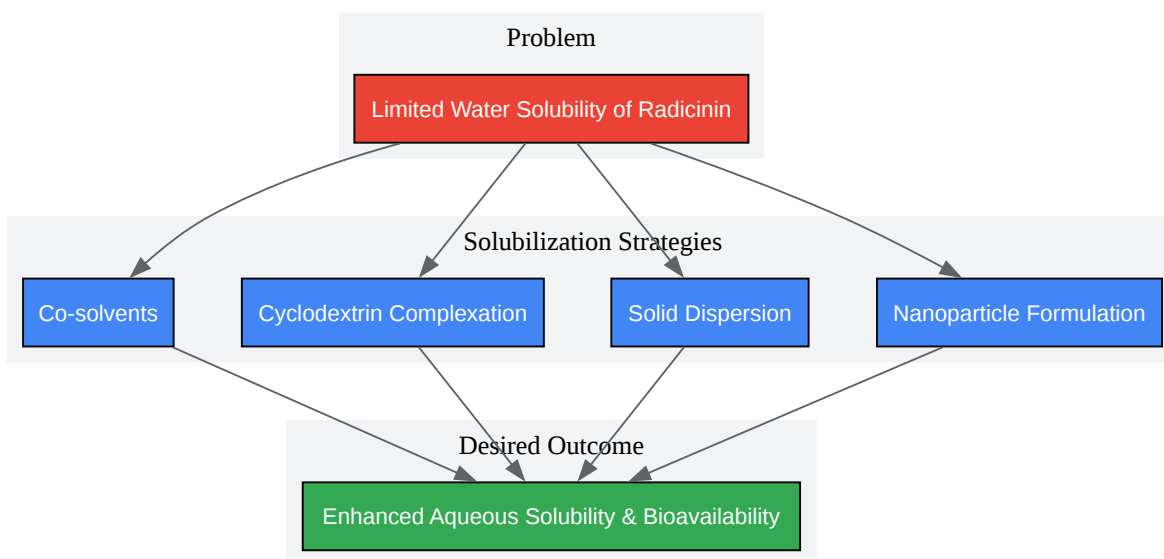 Problem
Limited Water Solubility of Radicinin
Solubilization Strategies
Co-solvents
Cyclodextrin Complexation
Solid Dispersion
Nanoparticle Formulation
Desired Outcome
Enhanced Aqueous Solubility & Bioavailability